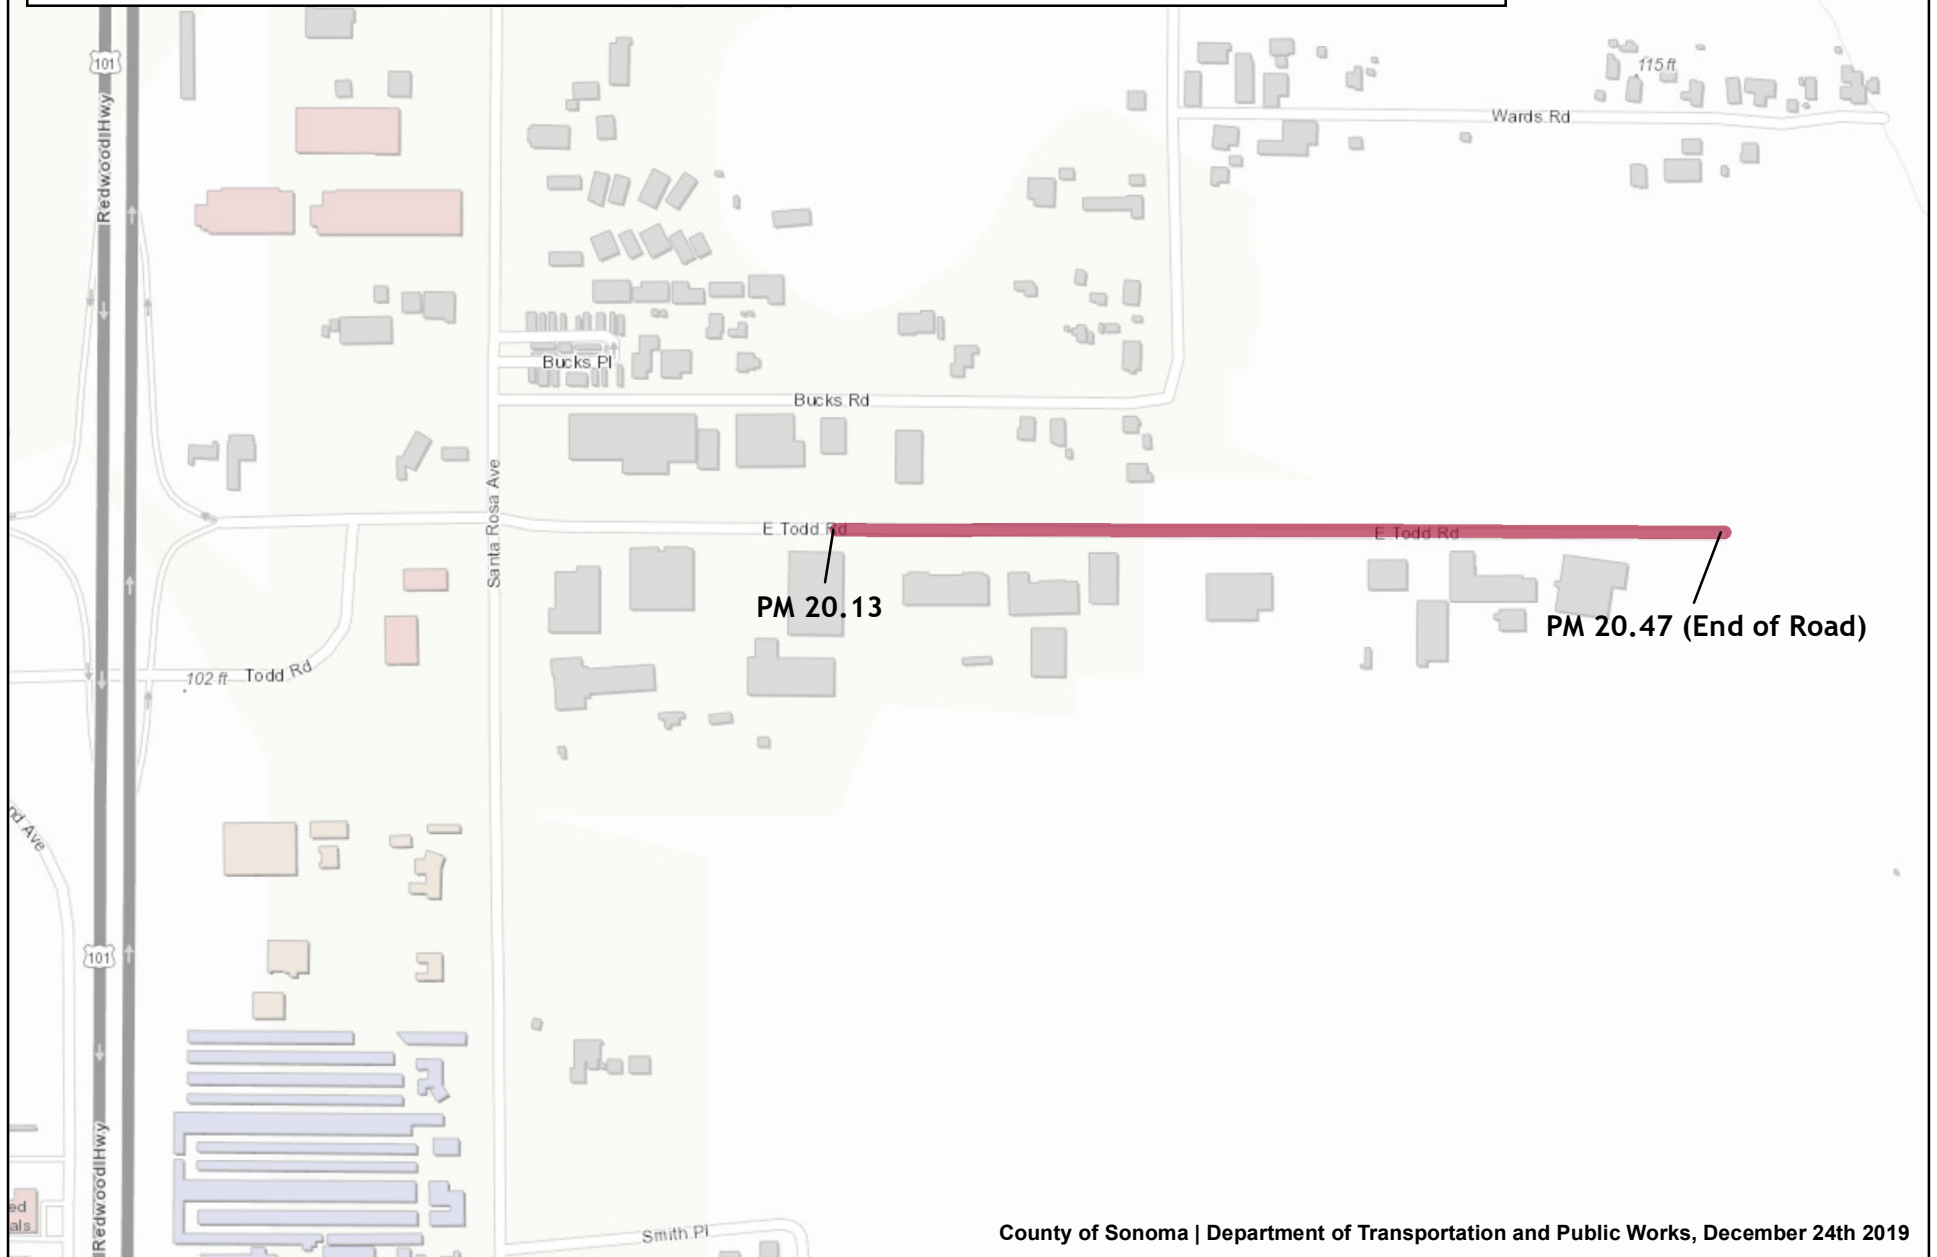 101
Redwood Hwy
115 ft
Wards Rd
Bucks Pl
Bucks Rd
Santa Rosa Ave
E Todd Rd
E Todd Rd
PM 20.13
PM 20.47 (End of Road)
102 ft
Todd Rd
nd Ave
101
Redwood Hwy
ed
als
Smith Pl
County of Sonoma | Department of Transportation and Public Works, December 24th 2019